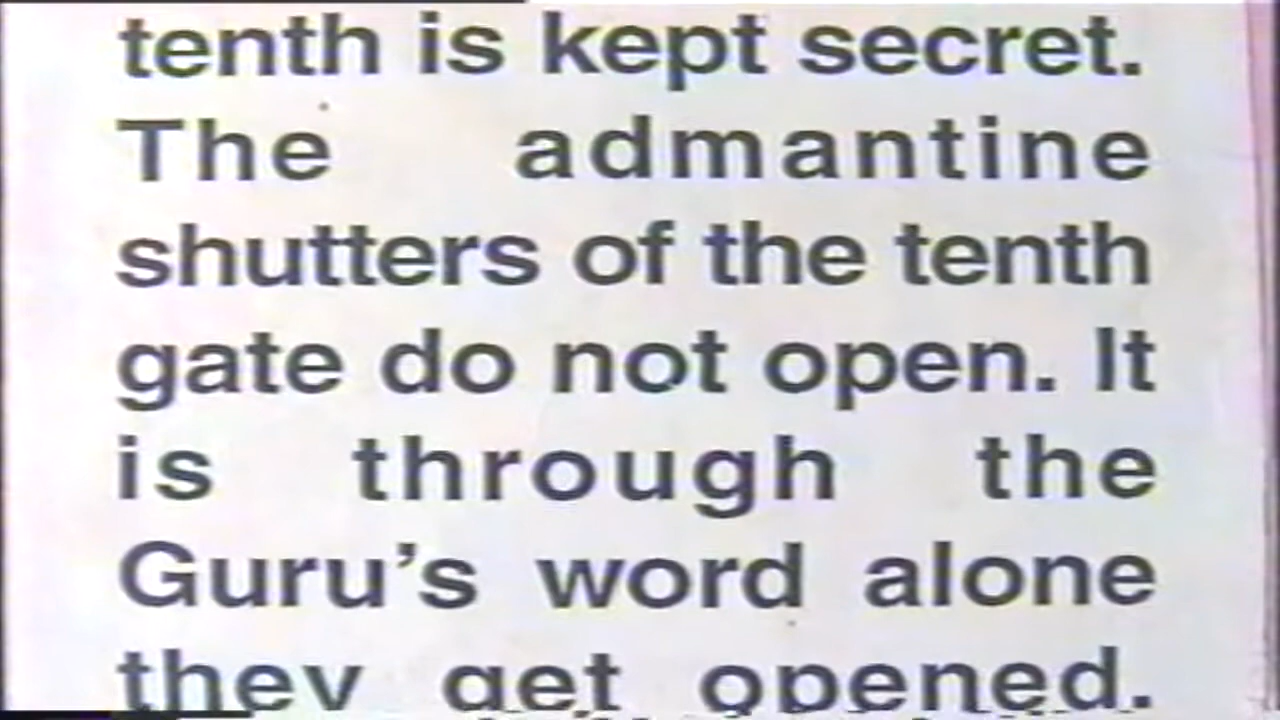 tenth is kept secret.
The admantine
shutters of the tenth
gate do not open. It
is through the
Guru's word alone
they get opened.